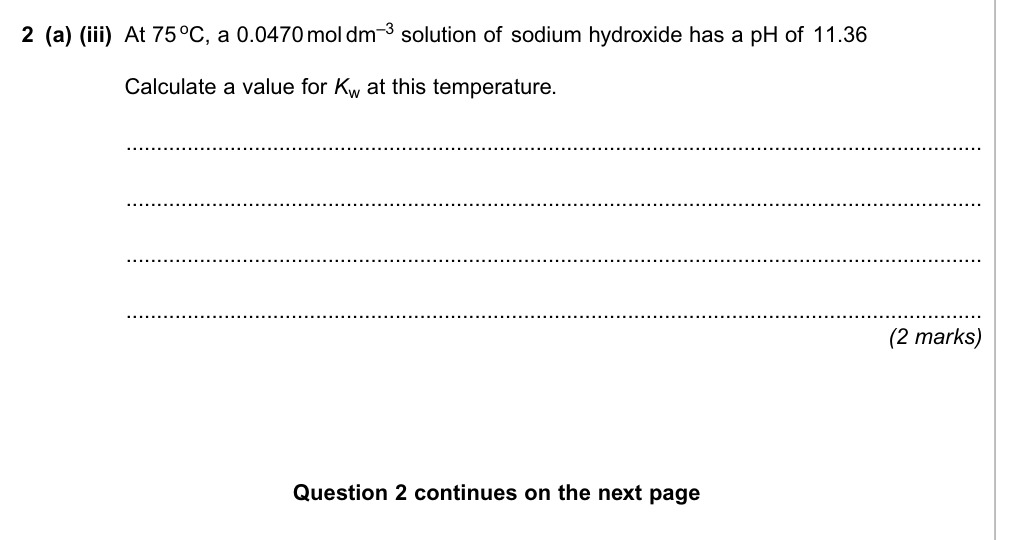 2 (a) (iii) At 75 °C, a 0.0470 mol dm⁻³ solution of sodium hydroxide has a pH of 11.36
Calculate a value for Kw at this temperature.
(2 marks)
Question 2 continues on the next page